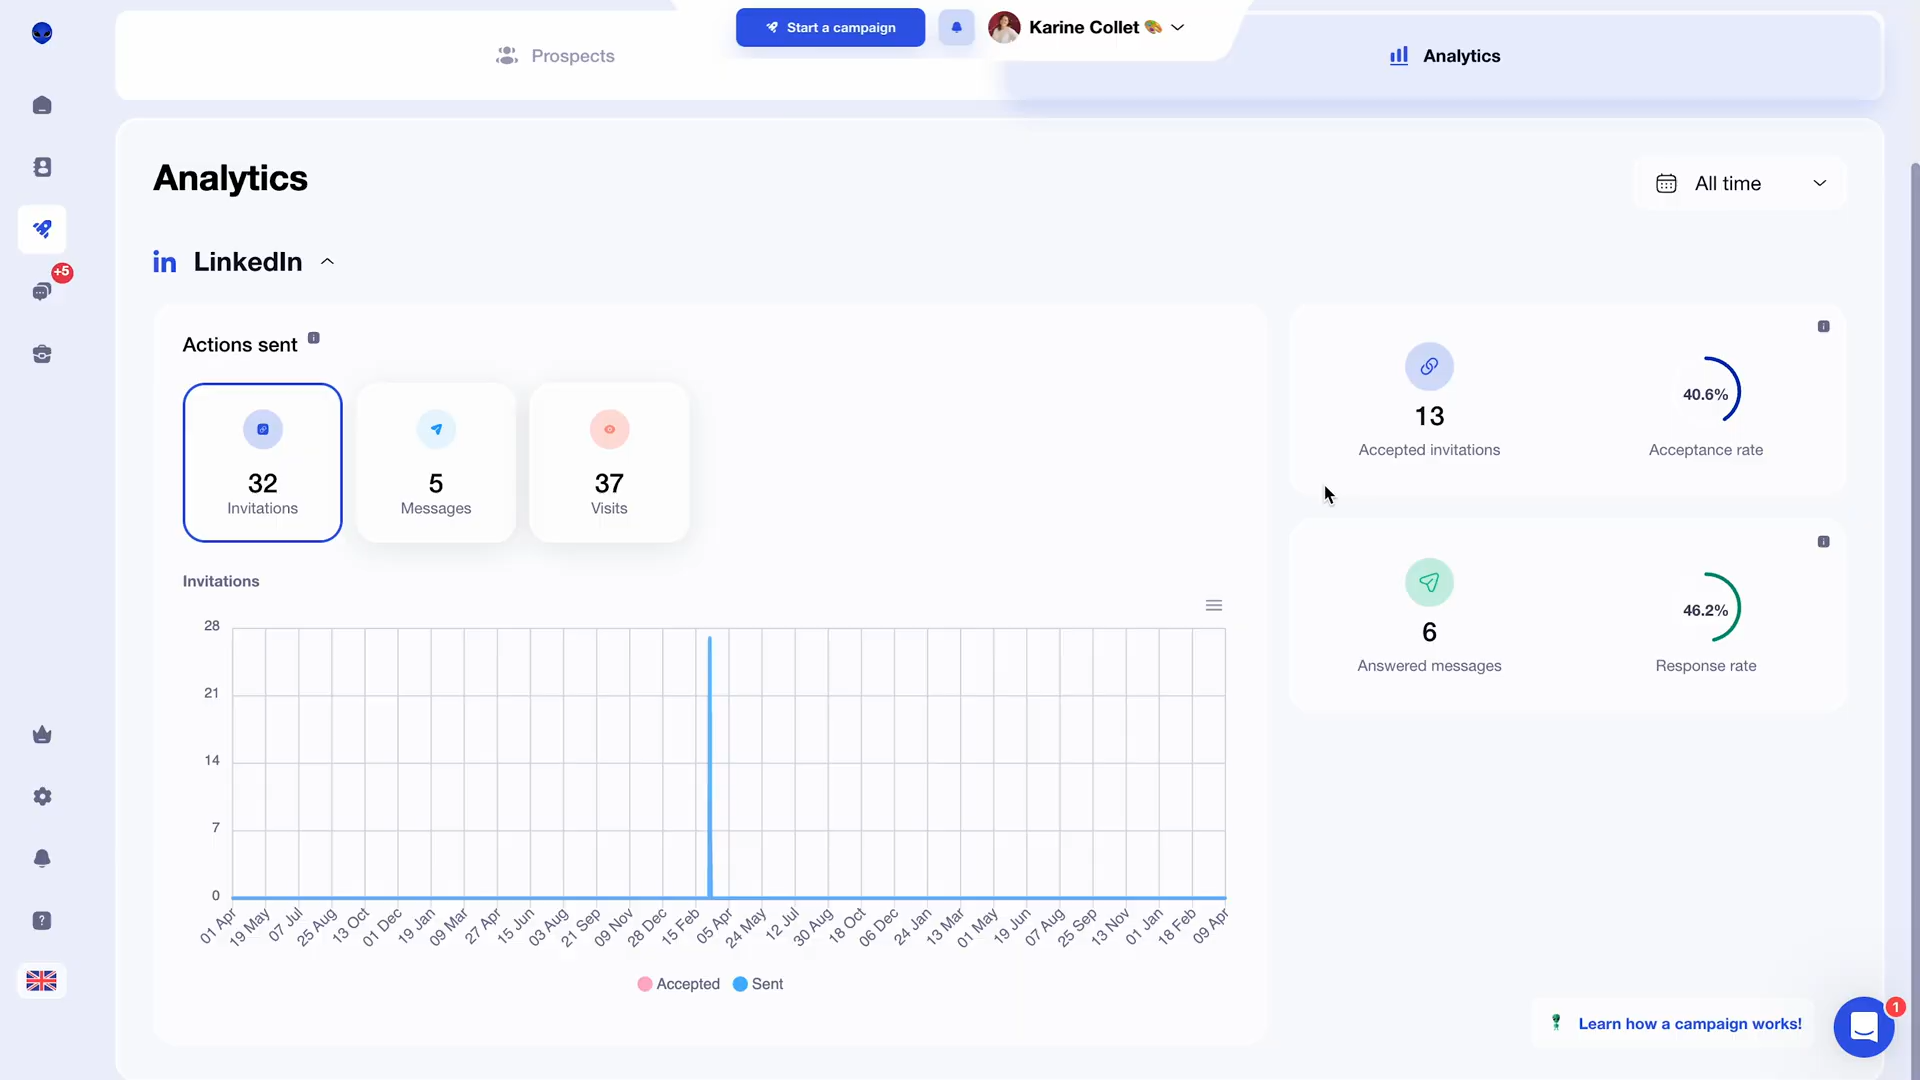 Start a campaign
Karine Collet
Prospects
Analytics
Analytics
All time
in LinkedIn
+5
Actions sent
32
Invitations
5
Messages
37
Visits
13
Accepted invitations
40.6%
Acceptance rate
6
Answered messages
46.2%
Response rate
Invitations
28
21
14
7
0
01 Apr
19 May
07 Jul
25 Aug
13 Oct
01 Dec
19 Jan
09 Mar
27 Apr
15 Jun
03 Aug
21 Sep
09 Nov
28 Dec
15 Feb
05 Apr
24 May
12 Jul
30 Aug
18 Oct
06 Dec
24 Jan
13 Mar
01 May
19 Jun
07 Aug
25 Sep
13 Nov
01 Jan
18 Feb
09 Apr
Accepted
Sent
?
Learn how a campaign works!
1